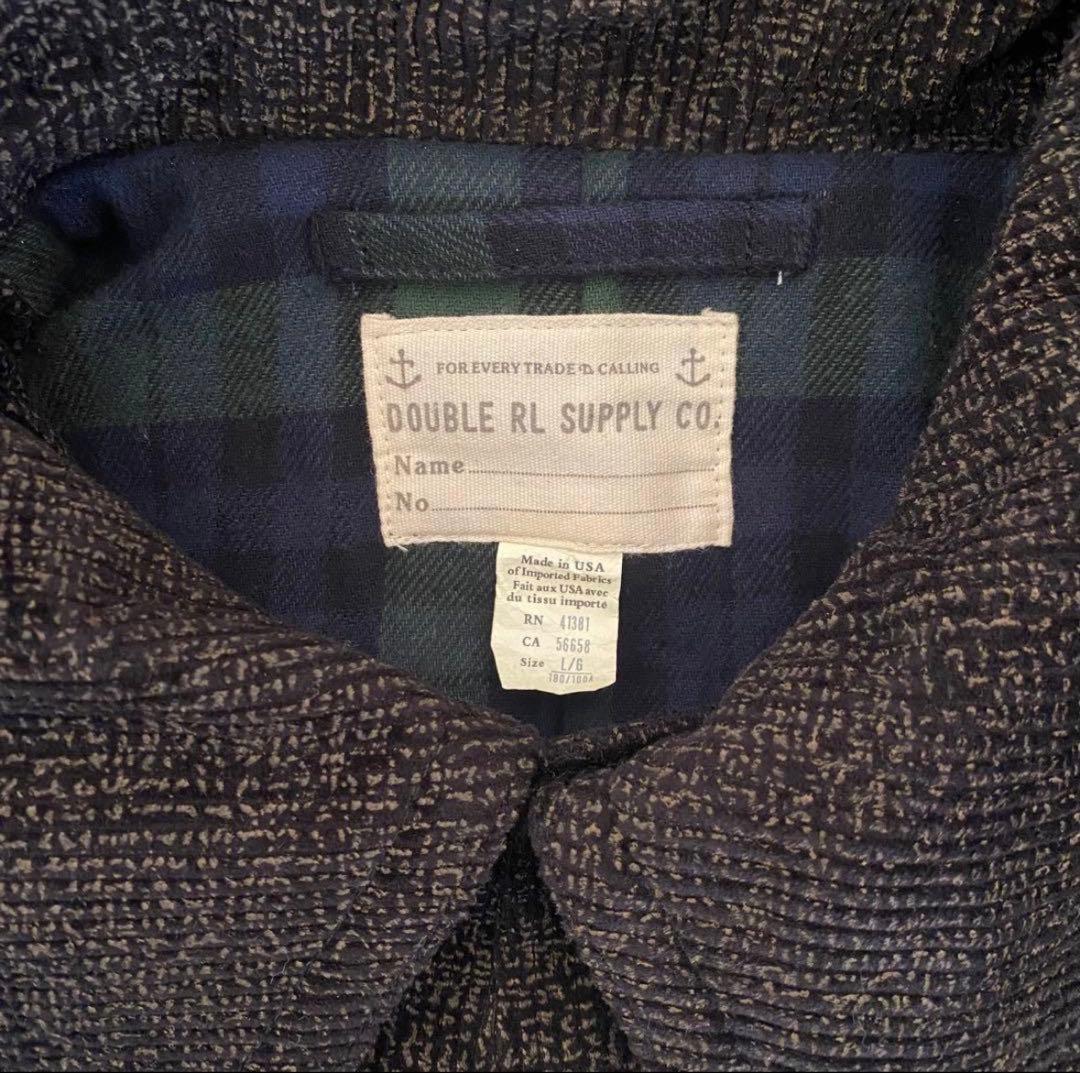 FOR EVERY TRADE & CALLING
DOUBLE RL SUPPLY CO.
Name
No
Made in USA
of Imported Fabrics
Fait aux USA avec
du tissu importé
RN 41381
CA 56658
Size L/G
180/100A